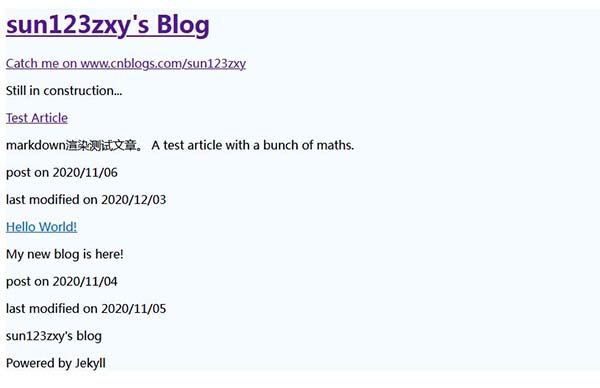 sun123zxy's Blog
Catch me on www.cnblogs.com/sun123zxy
Still in construction...
Test Article
markdown渲染测试文章。 A test article with a bunch of maths.
post on 2020/11/06
last modified on 2020/12/03
Hello World!
My new blog is here!
post on 2020/11/04
last modified on 2020/11/05
sun123zxy's blog
Powered by Jekyll